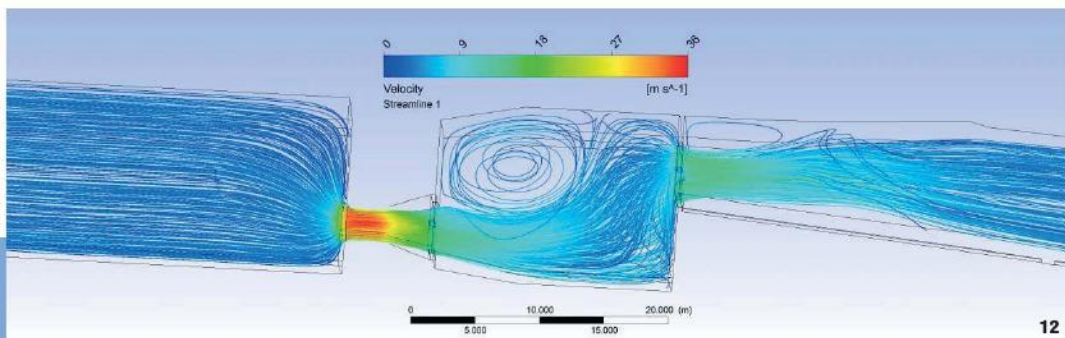 0 9 18 27 36
Velocity [m s^-1]
Streamline 1
0 10.000 20.000 (m)
5.000 15.000
12